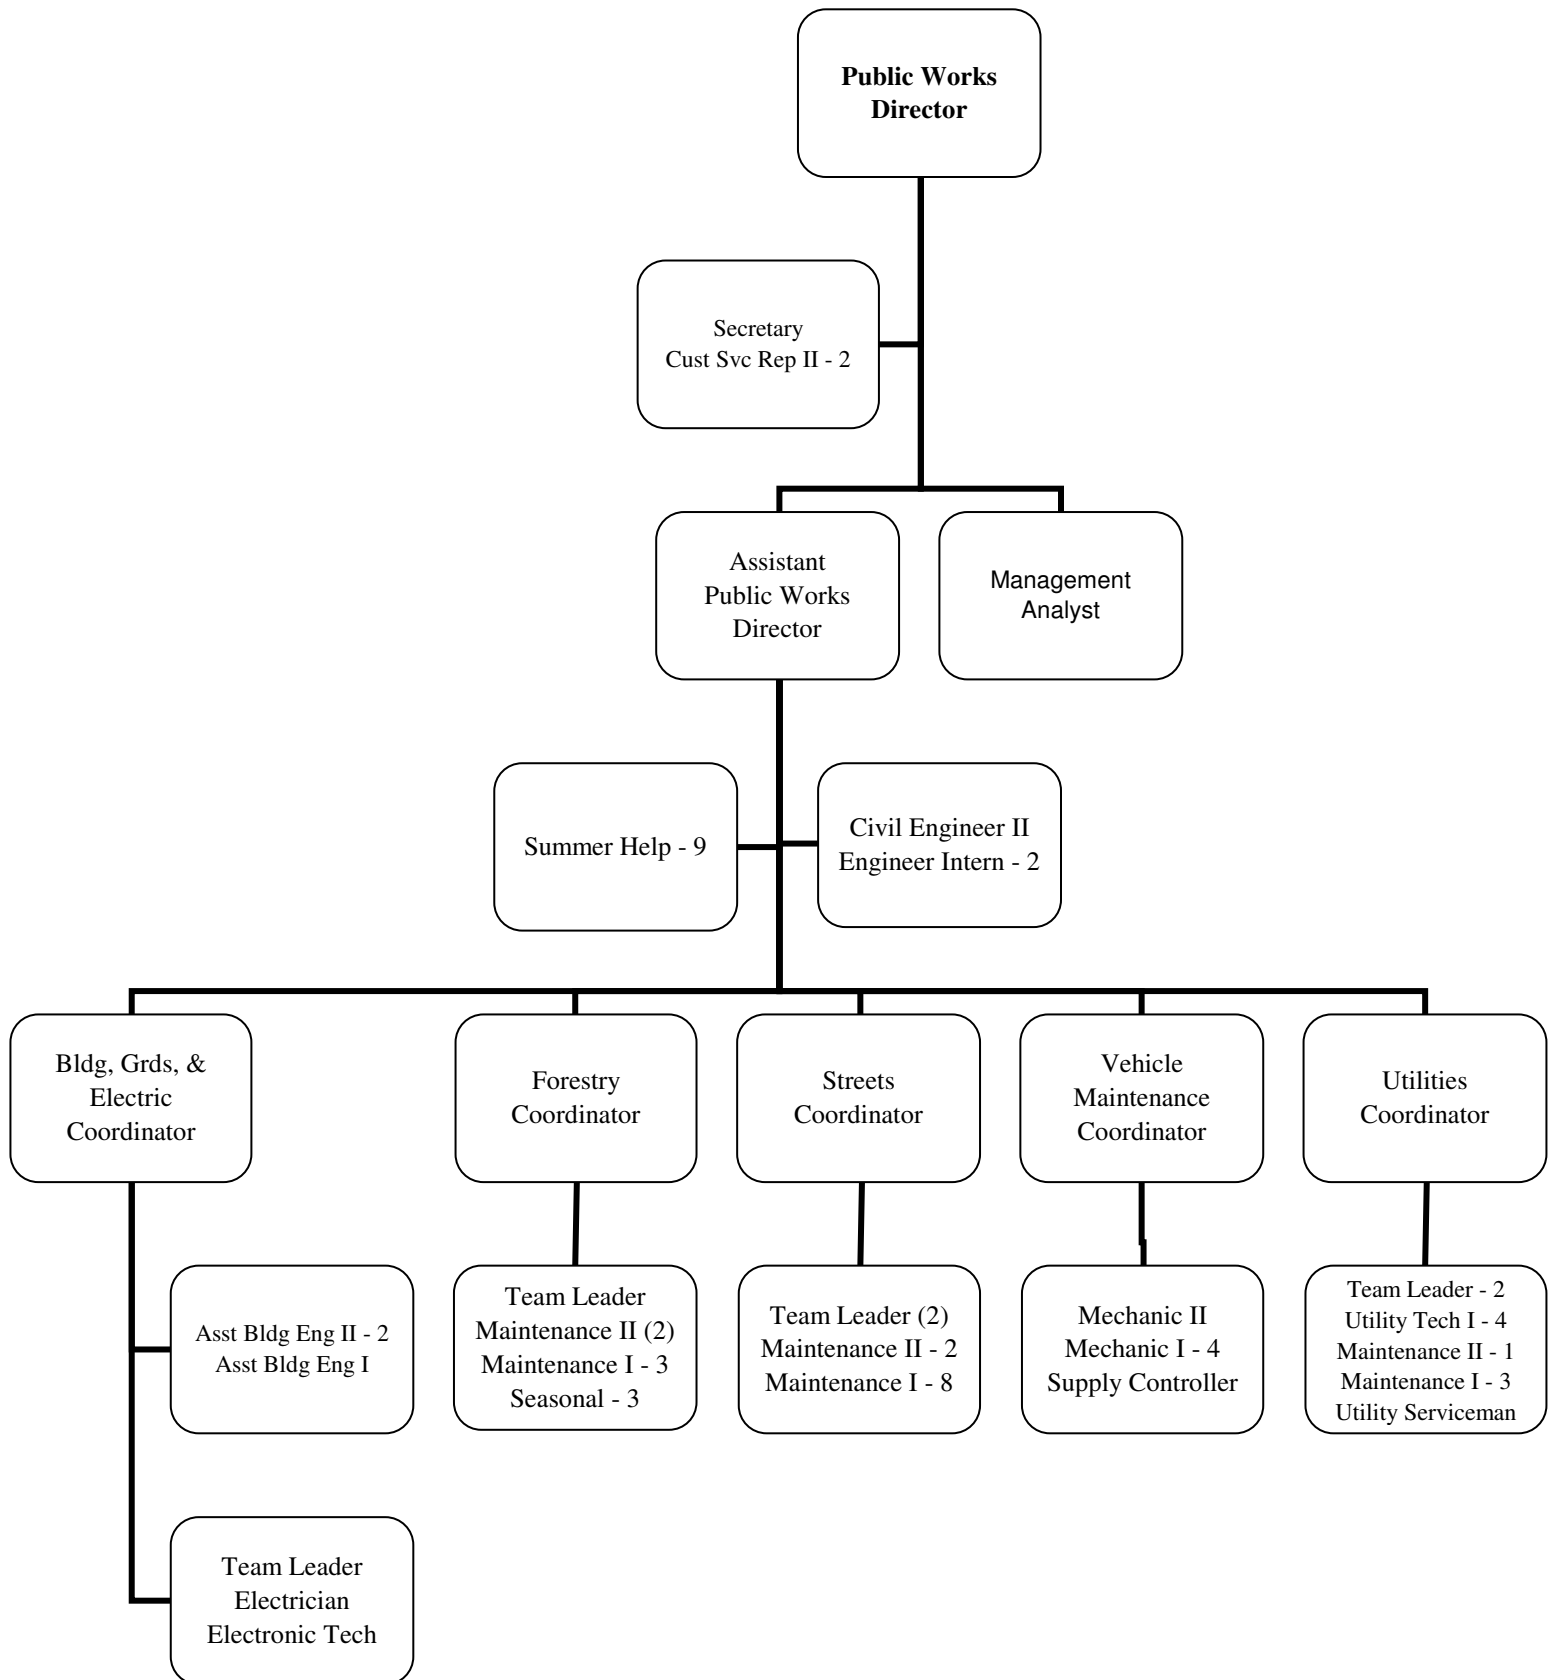 Public Works
Director
Secretary
Cust Svc Rep II - 2
Assistant
Public Works
Director
Management
Analyst
Summer Help - 9
Civil Engineer II
Engineer Intern - 2
Bldg, Grds, &
Electric
Coordinator
Forestry
Coordinator
Streets
Coordinator
Vehicle
Maintenance
Coordinator
Utilities
Coordinator
Asst Bldg Eng II - 2
Asst Bldg Eng I
Team Leader
Maintenance II (2)
Maintenance I - 3
Seasonal - 3
Team Leader (2)
Maintenance II - 2
Maintenance I - 8
Mechanic II
Mechanic I - 4
Supply Controller
Team Leader - 2
Utility Tech I - 4
Maintenance II - 1
Maintenance I - 3
Utility Serviceman
Team Leader
Electrician
Electronic Tech